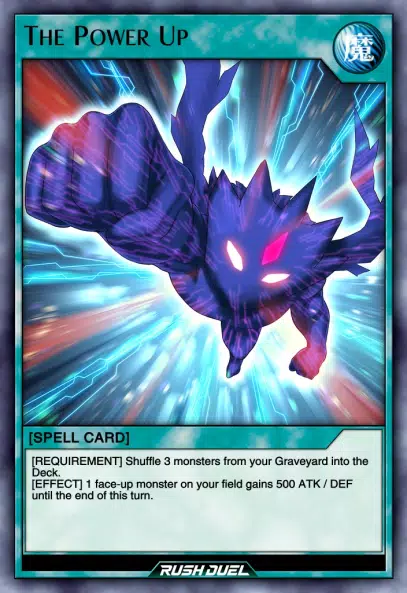 The Power Up
魔
[SPELL CARD]
[REQUIREMENT] Shuffle 3 monsters from your Graveyard into the
Deck.
[EFFECT] 1 face-up monster on your field gains 500 ATK / DEF
until the end of this turn.
RUSH DUEL